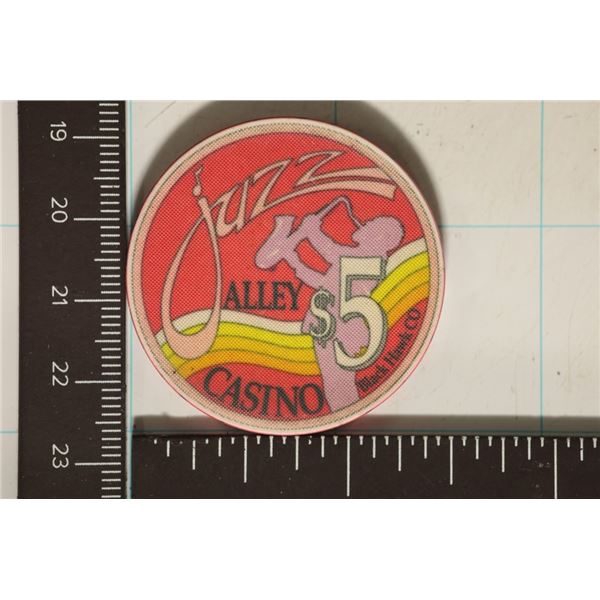 jazz
ALLEY
$5
CASINO
Black Hawk CO
19
20
21
22
23